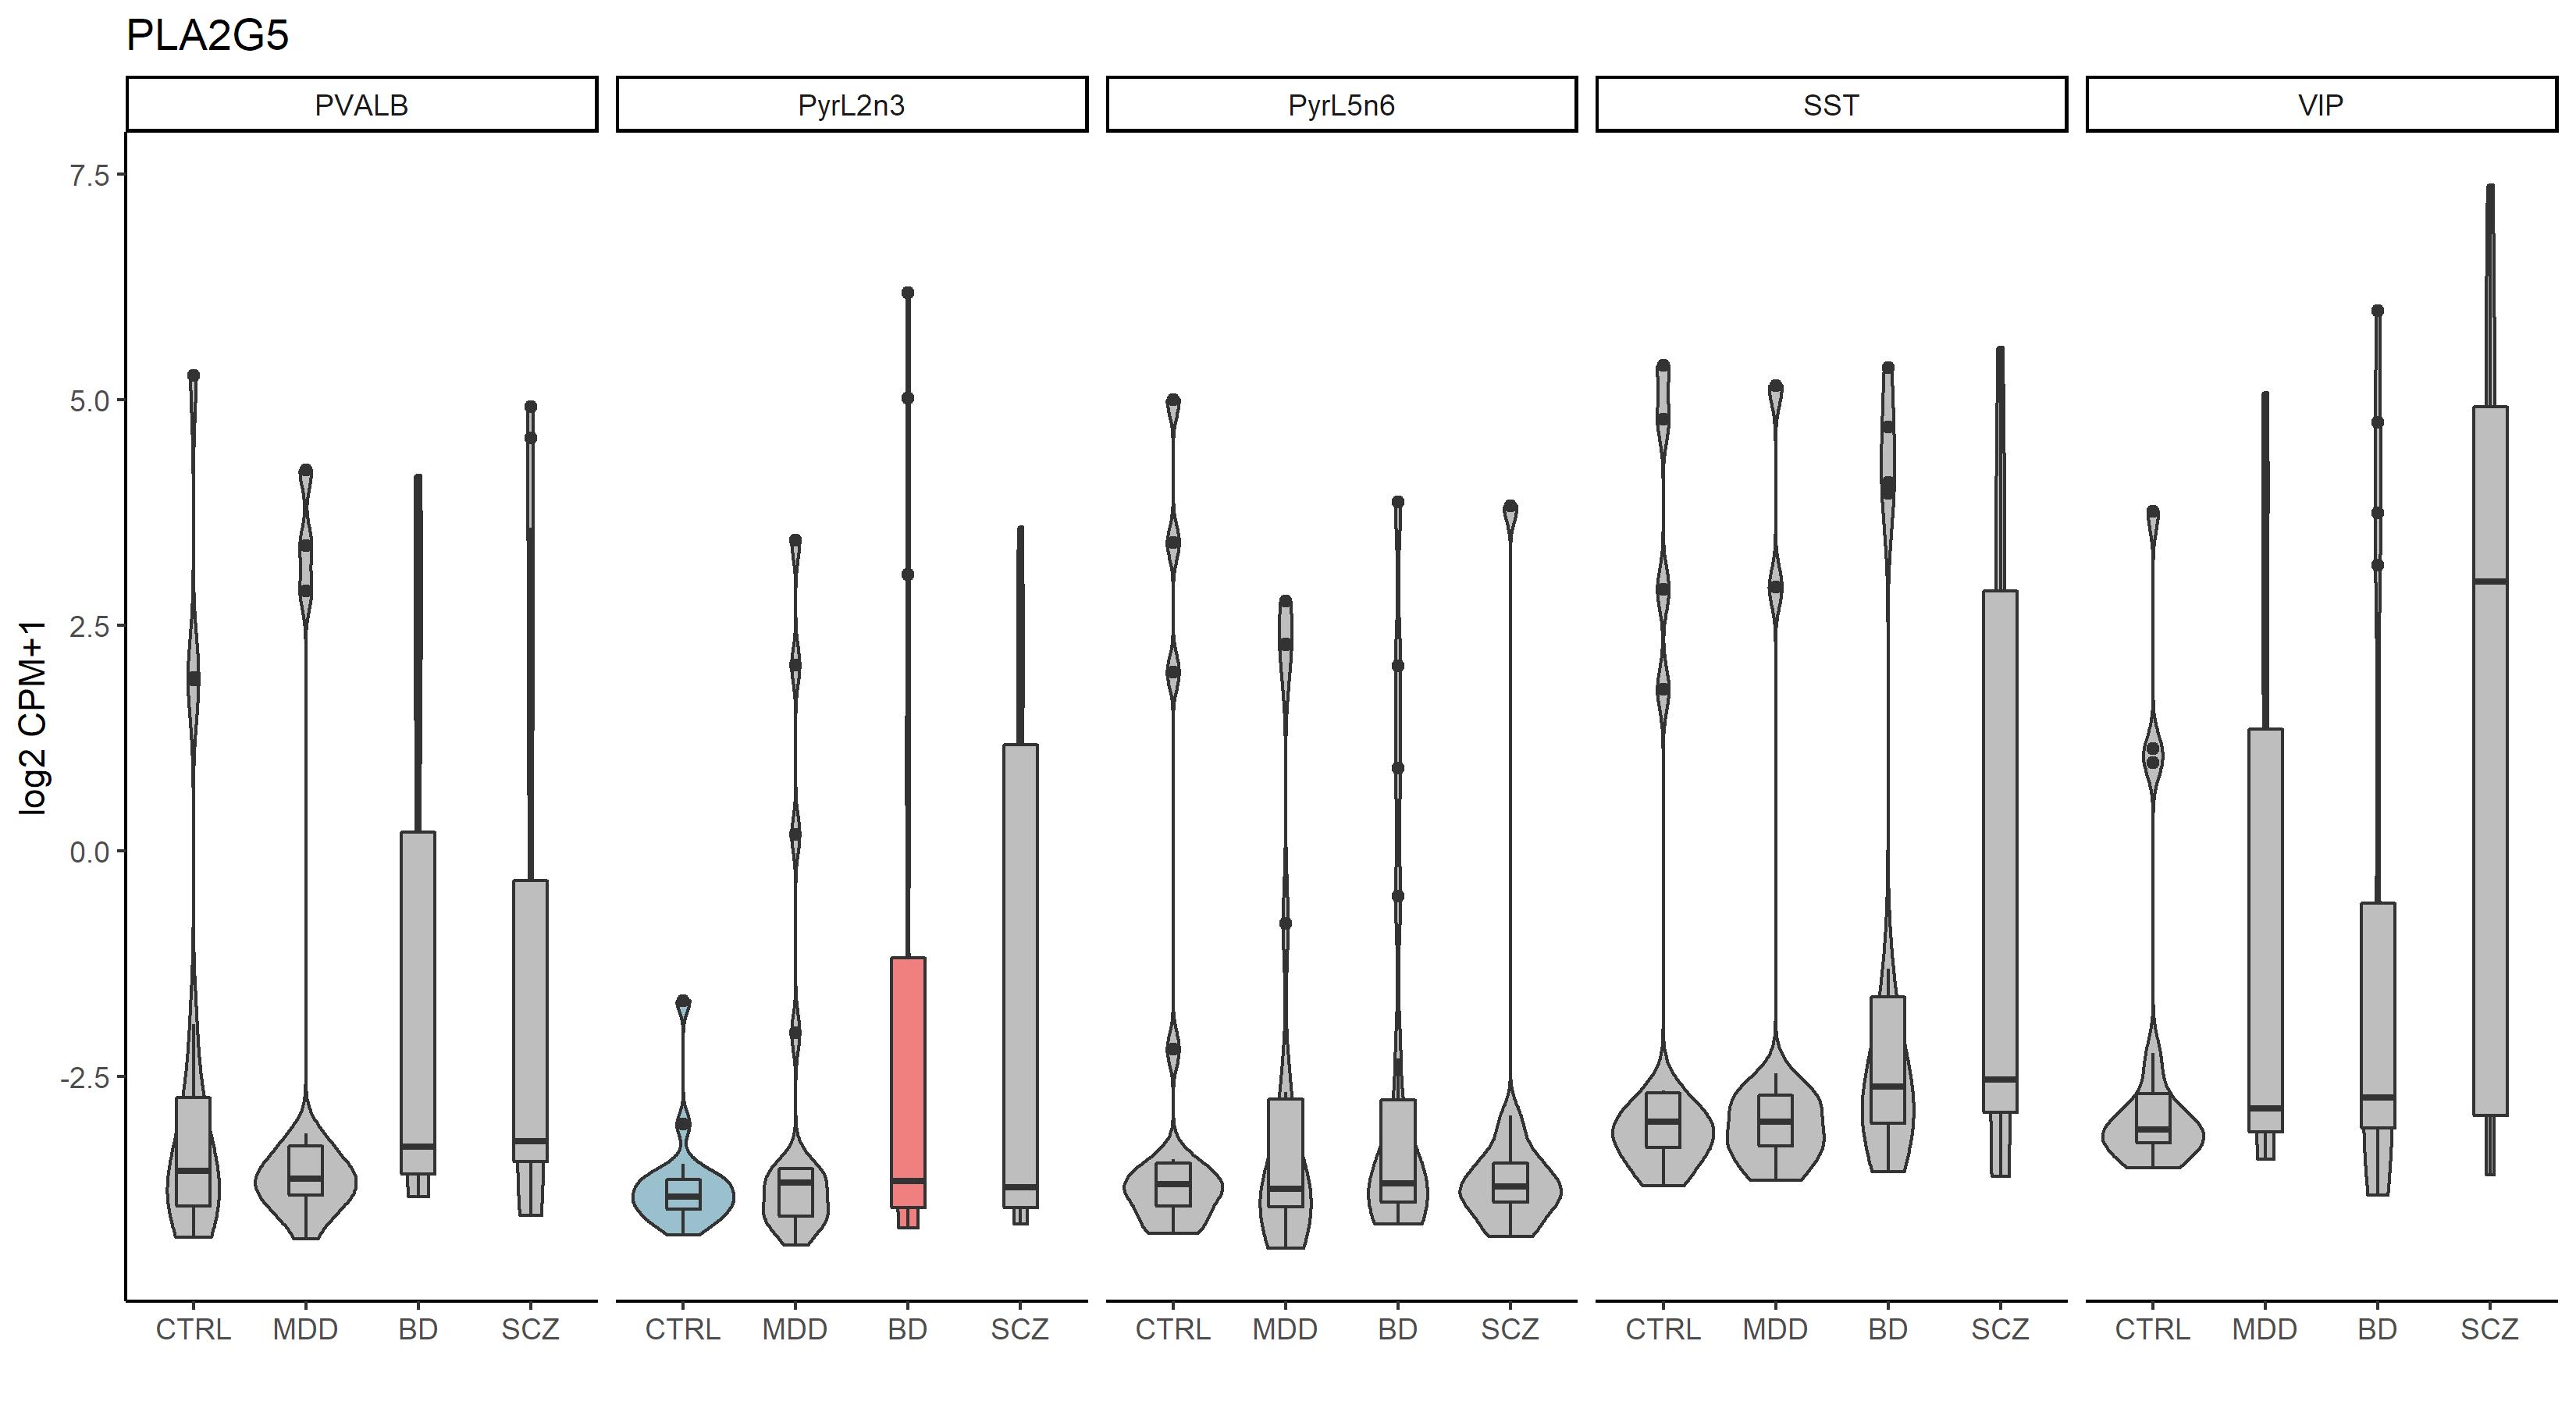 PLA2G5
PVALB PyrL2n3 PyrL5n6 SST VIP
7.5
5.0
2.5
0.0
-2.5
log2 CPM+1
CTRL MDD BD SCZ CTRL MDD BD SCZ CTRL MDD BD SCZ CTRL MDD BD SCZ CTRL MDD BD SCZ